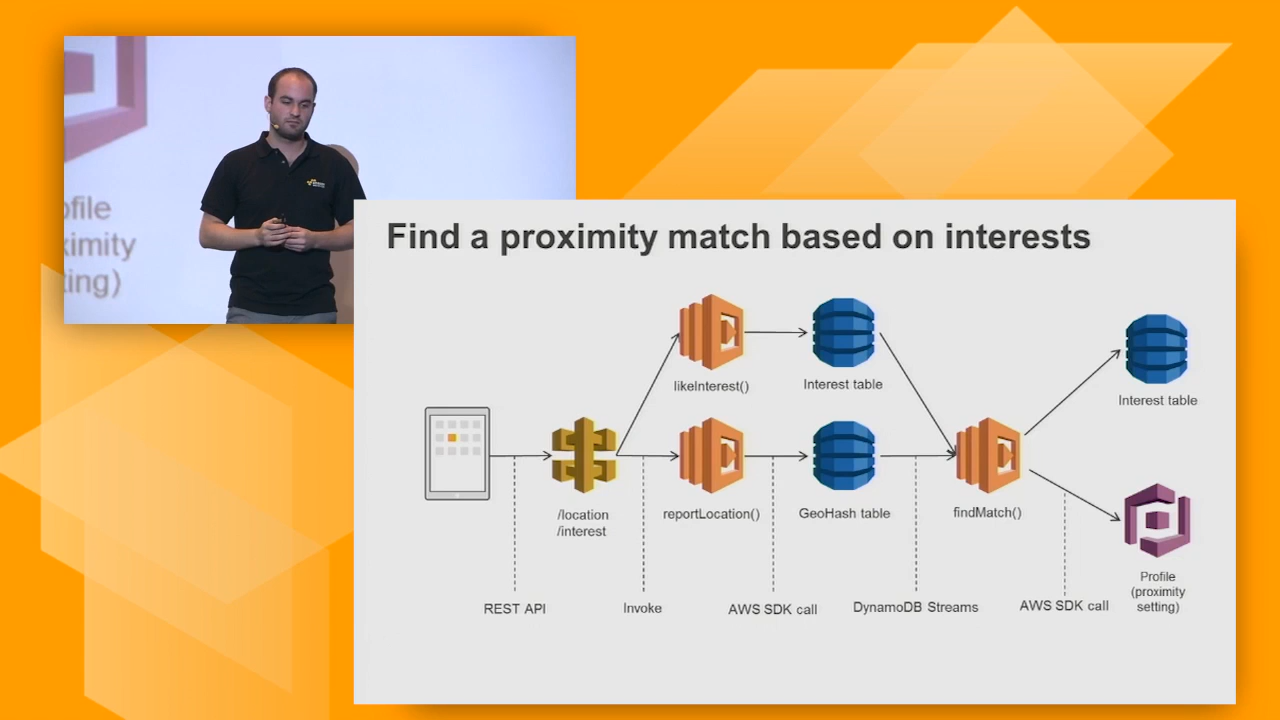 ofile
ximity
ting)
Find a proximity match based on interests
likeInterest()
Interest table
Interest table
/location
/interest
reportLocation()
GeoHash table
findMatch()
Profile
(proximity
setting)
REST API
Invoke
AWS SDK call
DynamoDB Streams
AWS SDK call